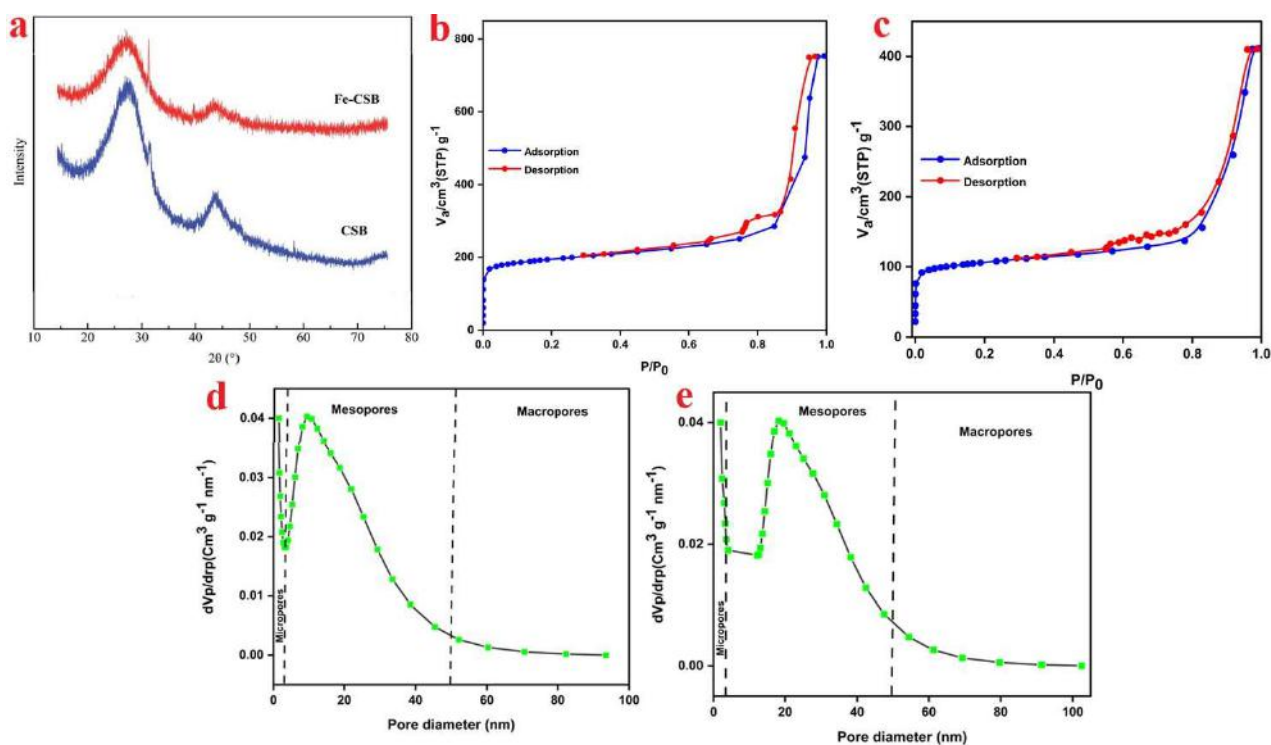 a
Intensity
Fe-CSB
CSB
10 20 30 40 50 60 70 80
2θ (°)
b
Va/cm³(STP) g⁻¹
800
600
400
200
0
Adsorption
Desorption
0.0 0.2 0.4 0.6 0.8 1.0
P/P₀
c
Va/cm³(STP) g⁻¹
400
300
200
100
0
Adsorption
Desorption
0.0 0.2 0.4 0.6 0.8 1.0
P/P₀
d
dVp/drp(Cm³ g⁻¹ nm⁻¹)
0.04
0.03
0.02
0.01
0.00
Micropores
Mesopores
Macropores
0 20 40 60 80 100
Pore diameter (nm)
e
dVp/drp(Cm³ g⁻¹ nm⁻¹)
0.04
0.02
0.00
Micropores
Mesopores
Macropores
0 20 40 60 80 100
Pore diameter (nm)